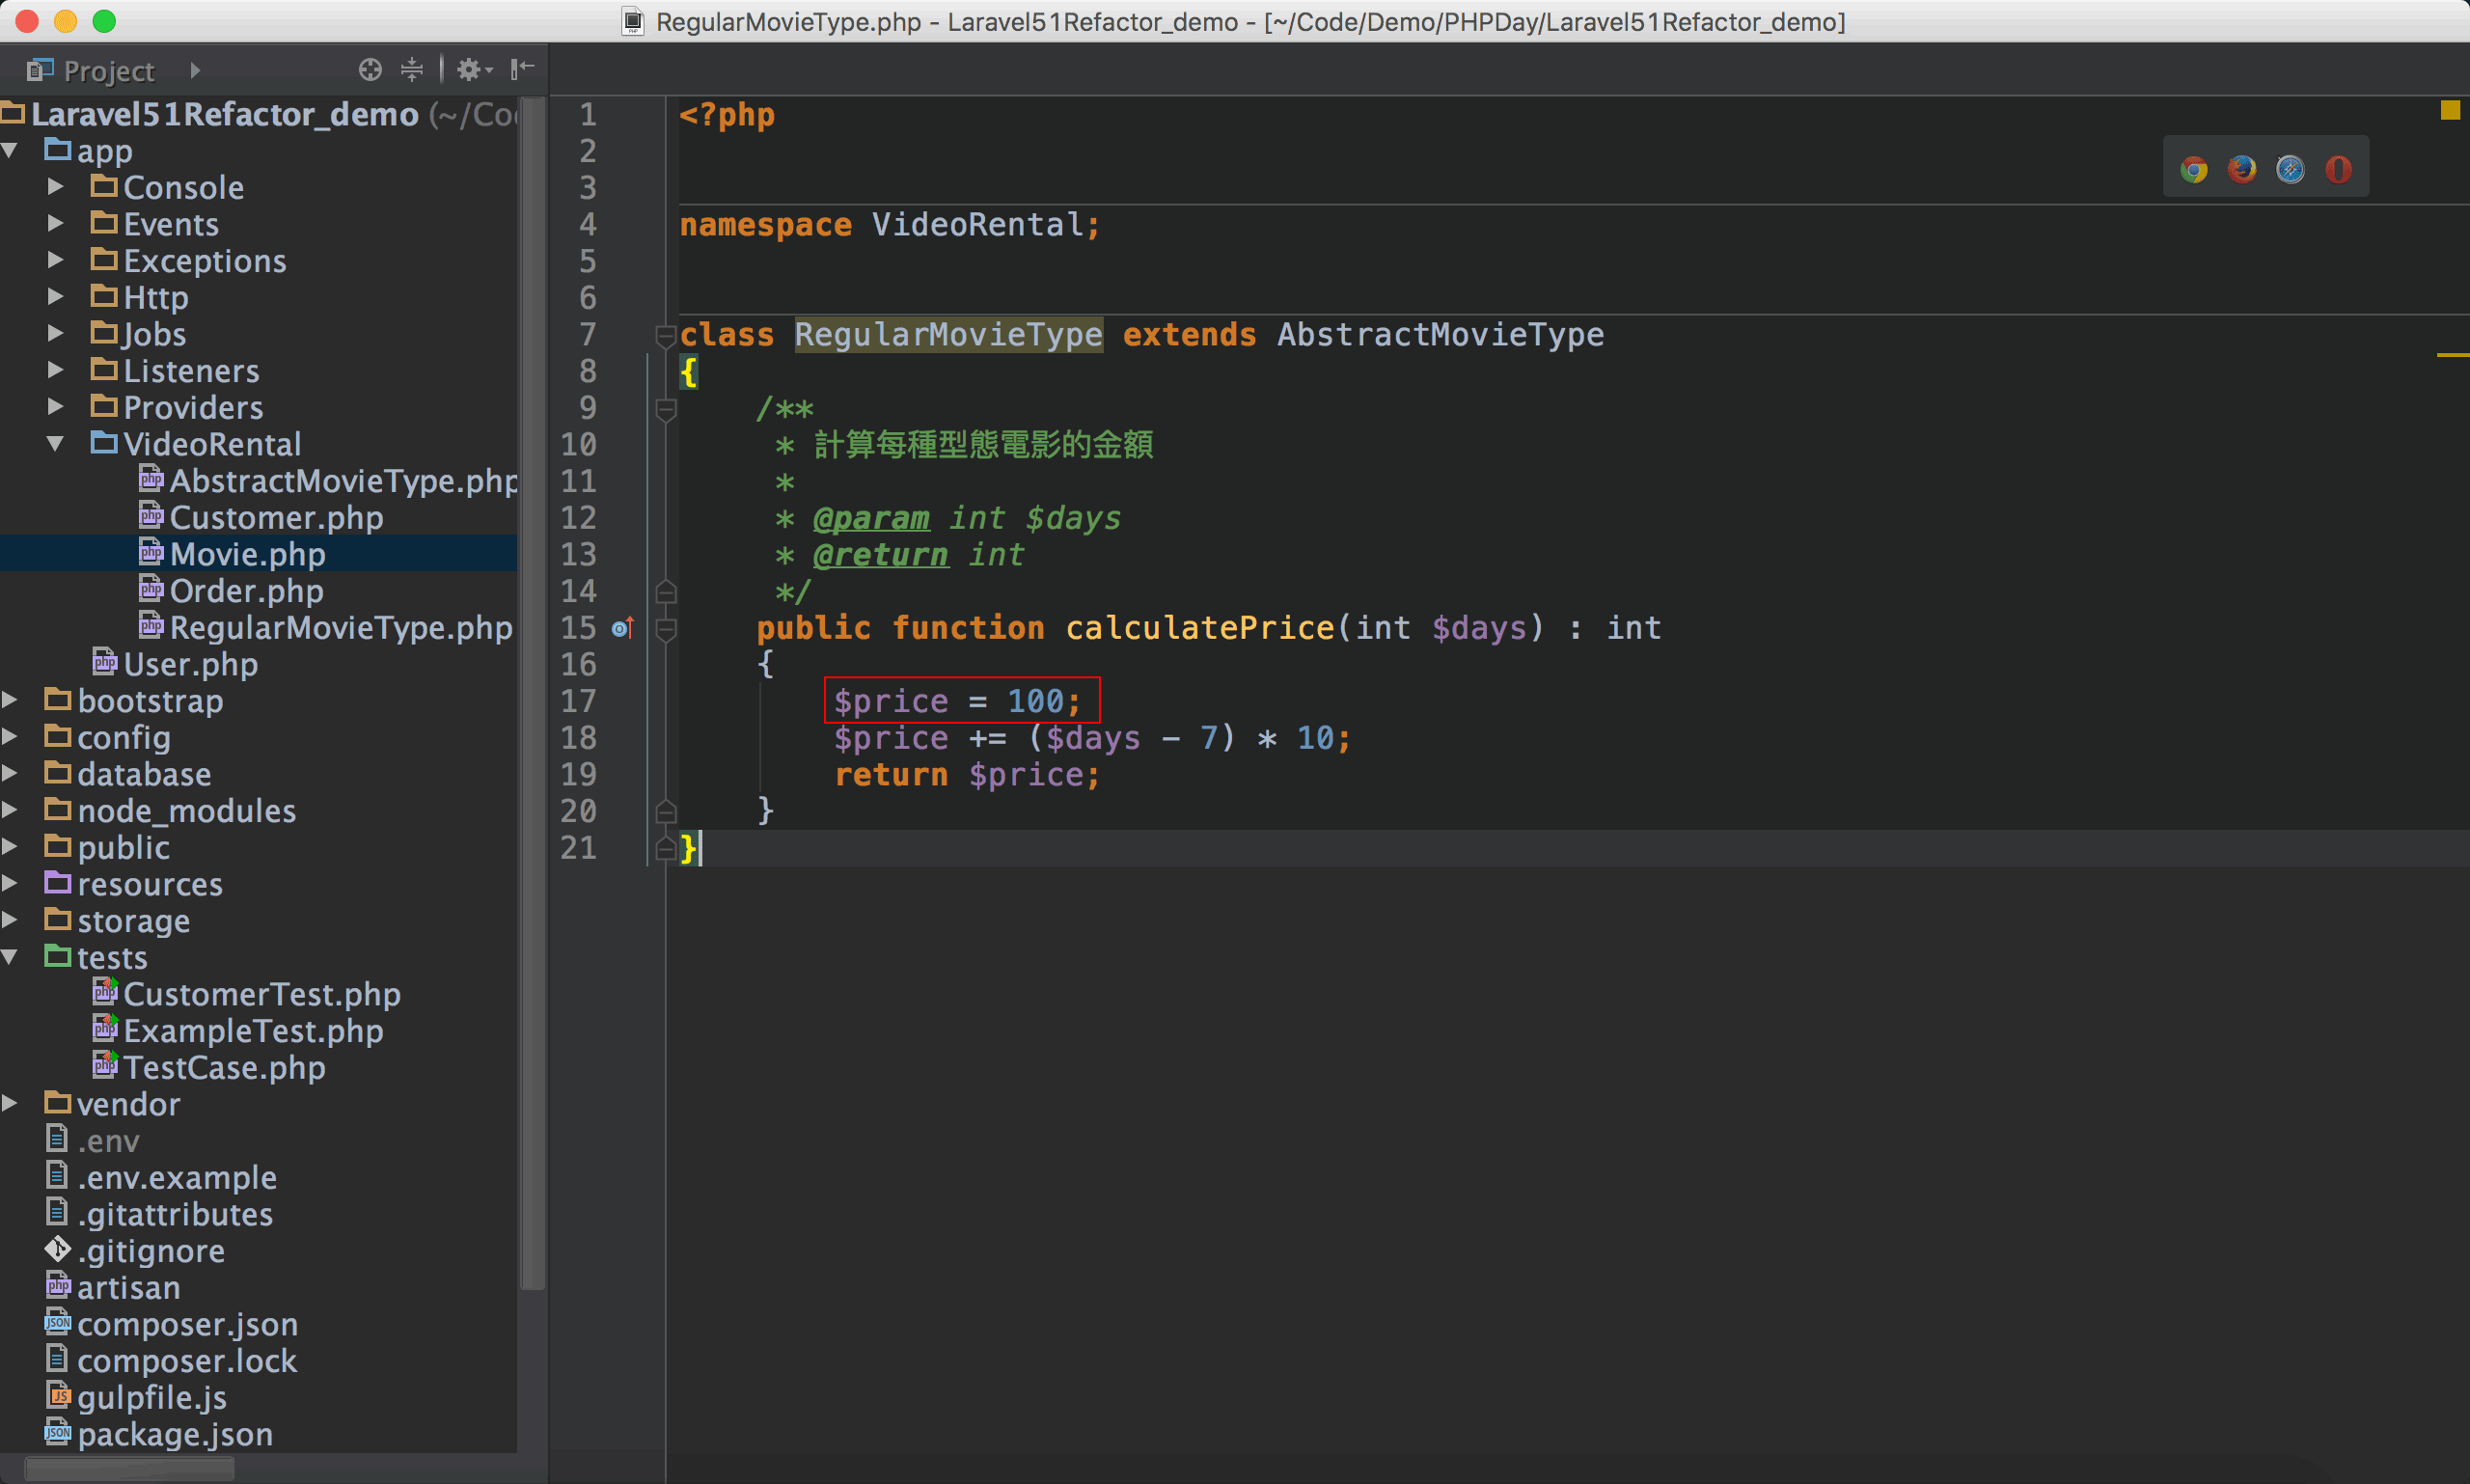 RegularMovieType.php - Laravel51Refactor_demo - [~/Code/Demo/PHPDay/Laravel51Refactor_demo]
Project
Laravel51Refactor_demo (~/Co
app
Console
Events
Exceptions
Http
Jobs
Listeners
Providers
VideoRental
AbstractMovieType.php
Customer.php
Movie.php
Order.php
RegularMovieType.php
User.php
bootstrap
config
database
node_modules
public
resources
storage
tests
CustomerTest.php
ExampleTest.php
TestCase.php
vendor
.env
.env.example
.gitattributes
.gitignore
artisan
composer.json
composer.lock
gulpfile.js
package.json
1 <?php
2
3
4 namespace VideoRental;
5
6
7 class RegularMovieType extends AbstractMovieType
8 {
9 /**
10 * 計算每種型態電影的金額
11 *
12 * @param int $days
13 * @return int
14 */
15 public function calculatePrice(int $days) : int
16 {
17 $price = 100;
18 $price += ($days - 7) * 10;
19 return $price;
20 }
21 }